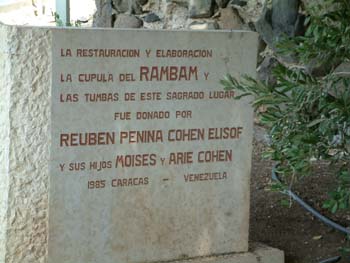 LA RESTAURACION Y ELABORACION
LA CUPULA DEL RAMBAM Y
LAS TUMBAS DE ESTE SAGRADO LUGAR
FUE DONADO POR
REUBEN PENINA COHEN ELISOF
Y SUS HIJOS MOISES Y ARIE COHEN
1985 CARACAS - VENEZUELA